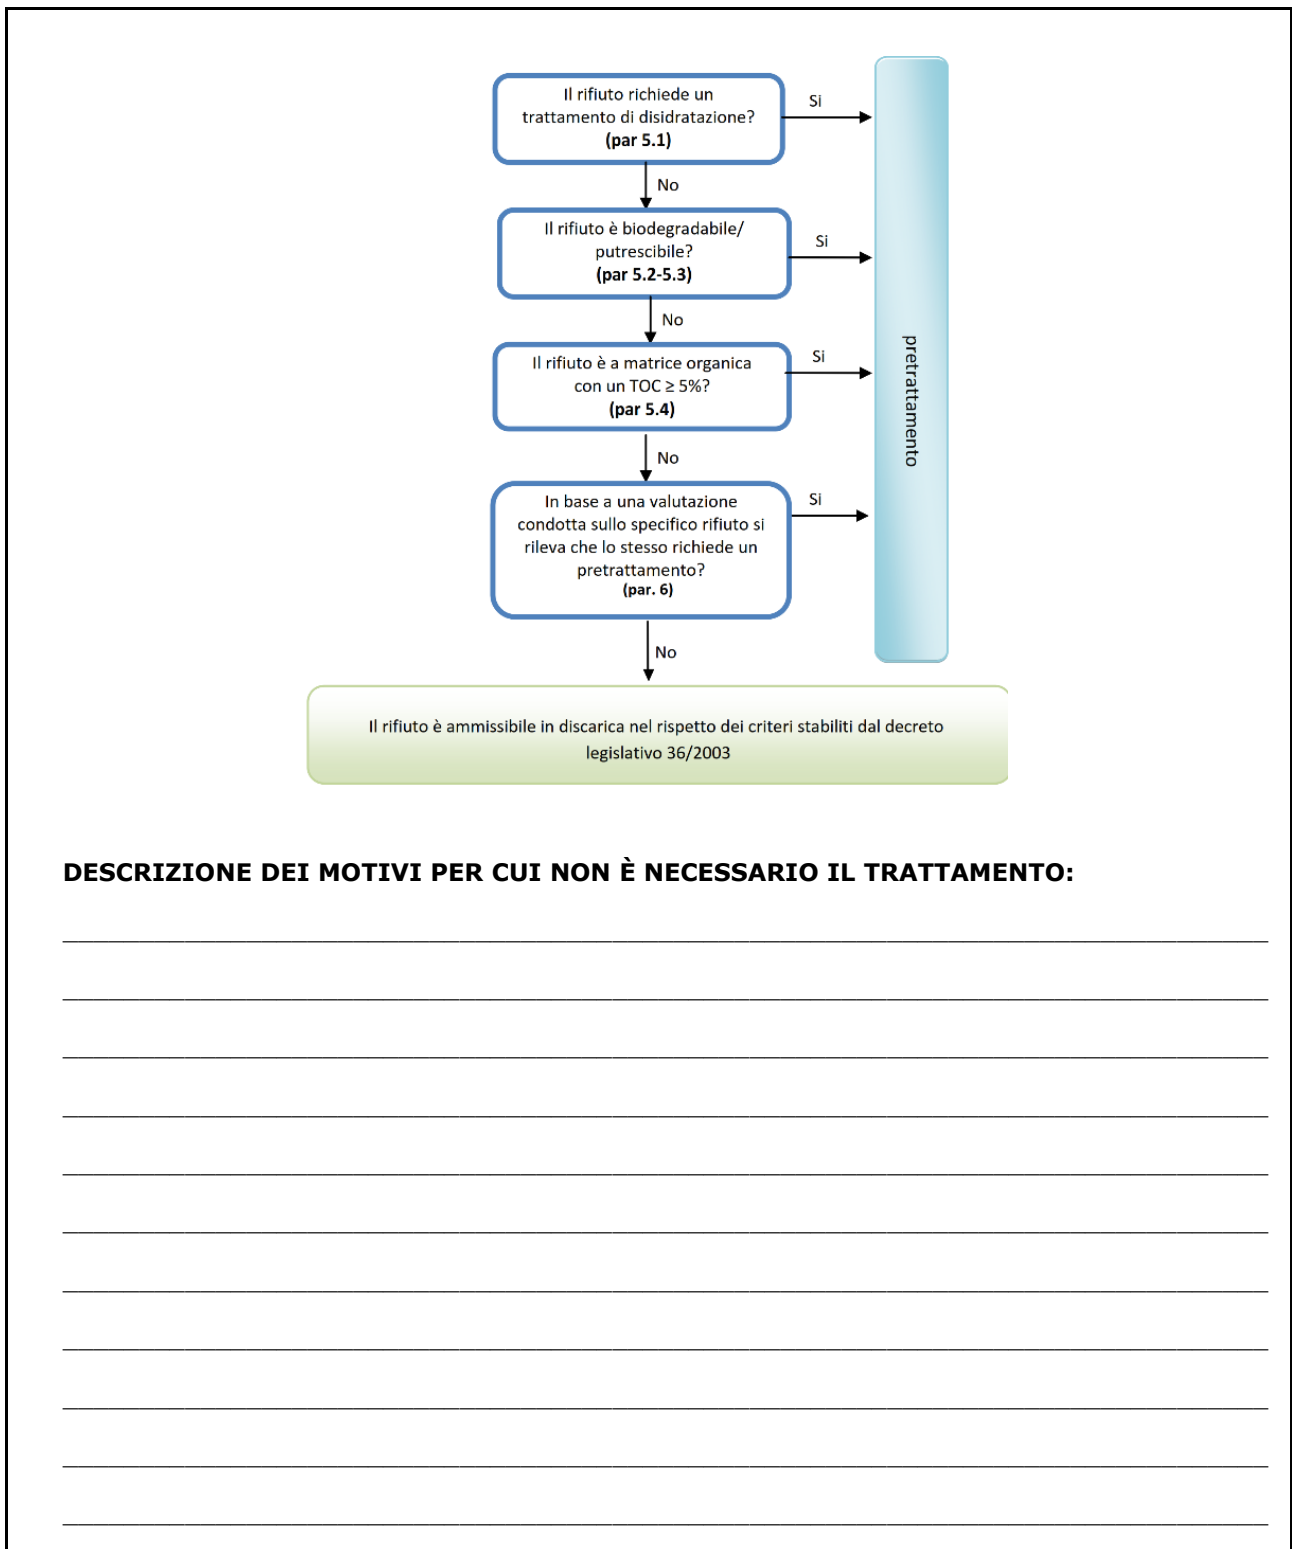 Il rifiuto richiede un
trattamento di disidratazione?
(par 5.1)
Si
No
Il rifiuto è biodegradabile/
putrescibile?
(par 5.2-5.3)
Si
No
Il rifiuto è a matrice organica
con un TOC ≥ 5%?
(par 5.4)
Si
No
In base a una valutazione
condotta sullo specifico rifiuto si
rileva che lo stesso richiede un
pretrattamento?
(par. 6)
Si
No
pretrattamento
Il rifiuto è ammissibile in discarica nel rispetto dei criteri stabiliti dal decreto
legislativo 36/2003
DESCRIZIONE DEI MOTIVI PER CUI NON È NECESSARIO IL TRATTAMENTO: